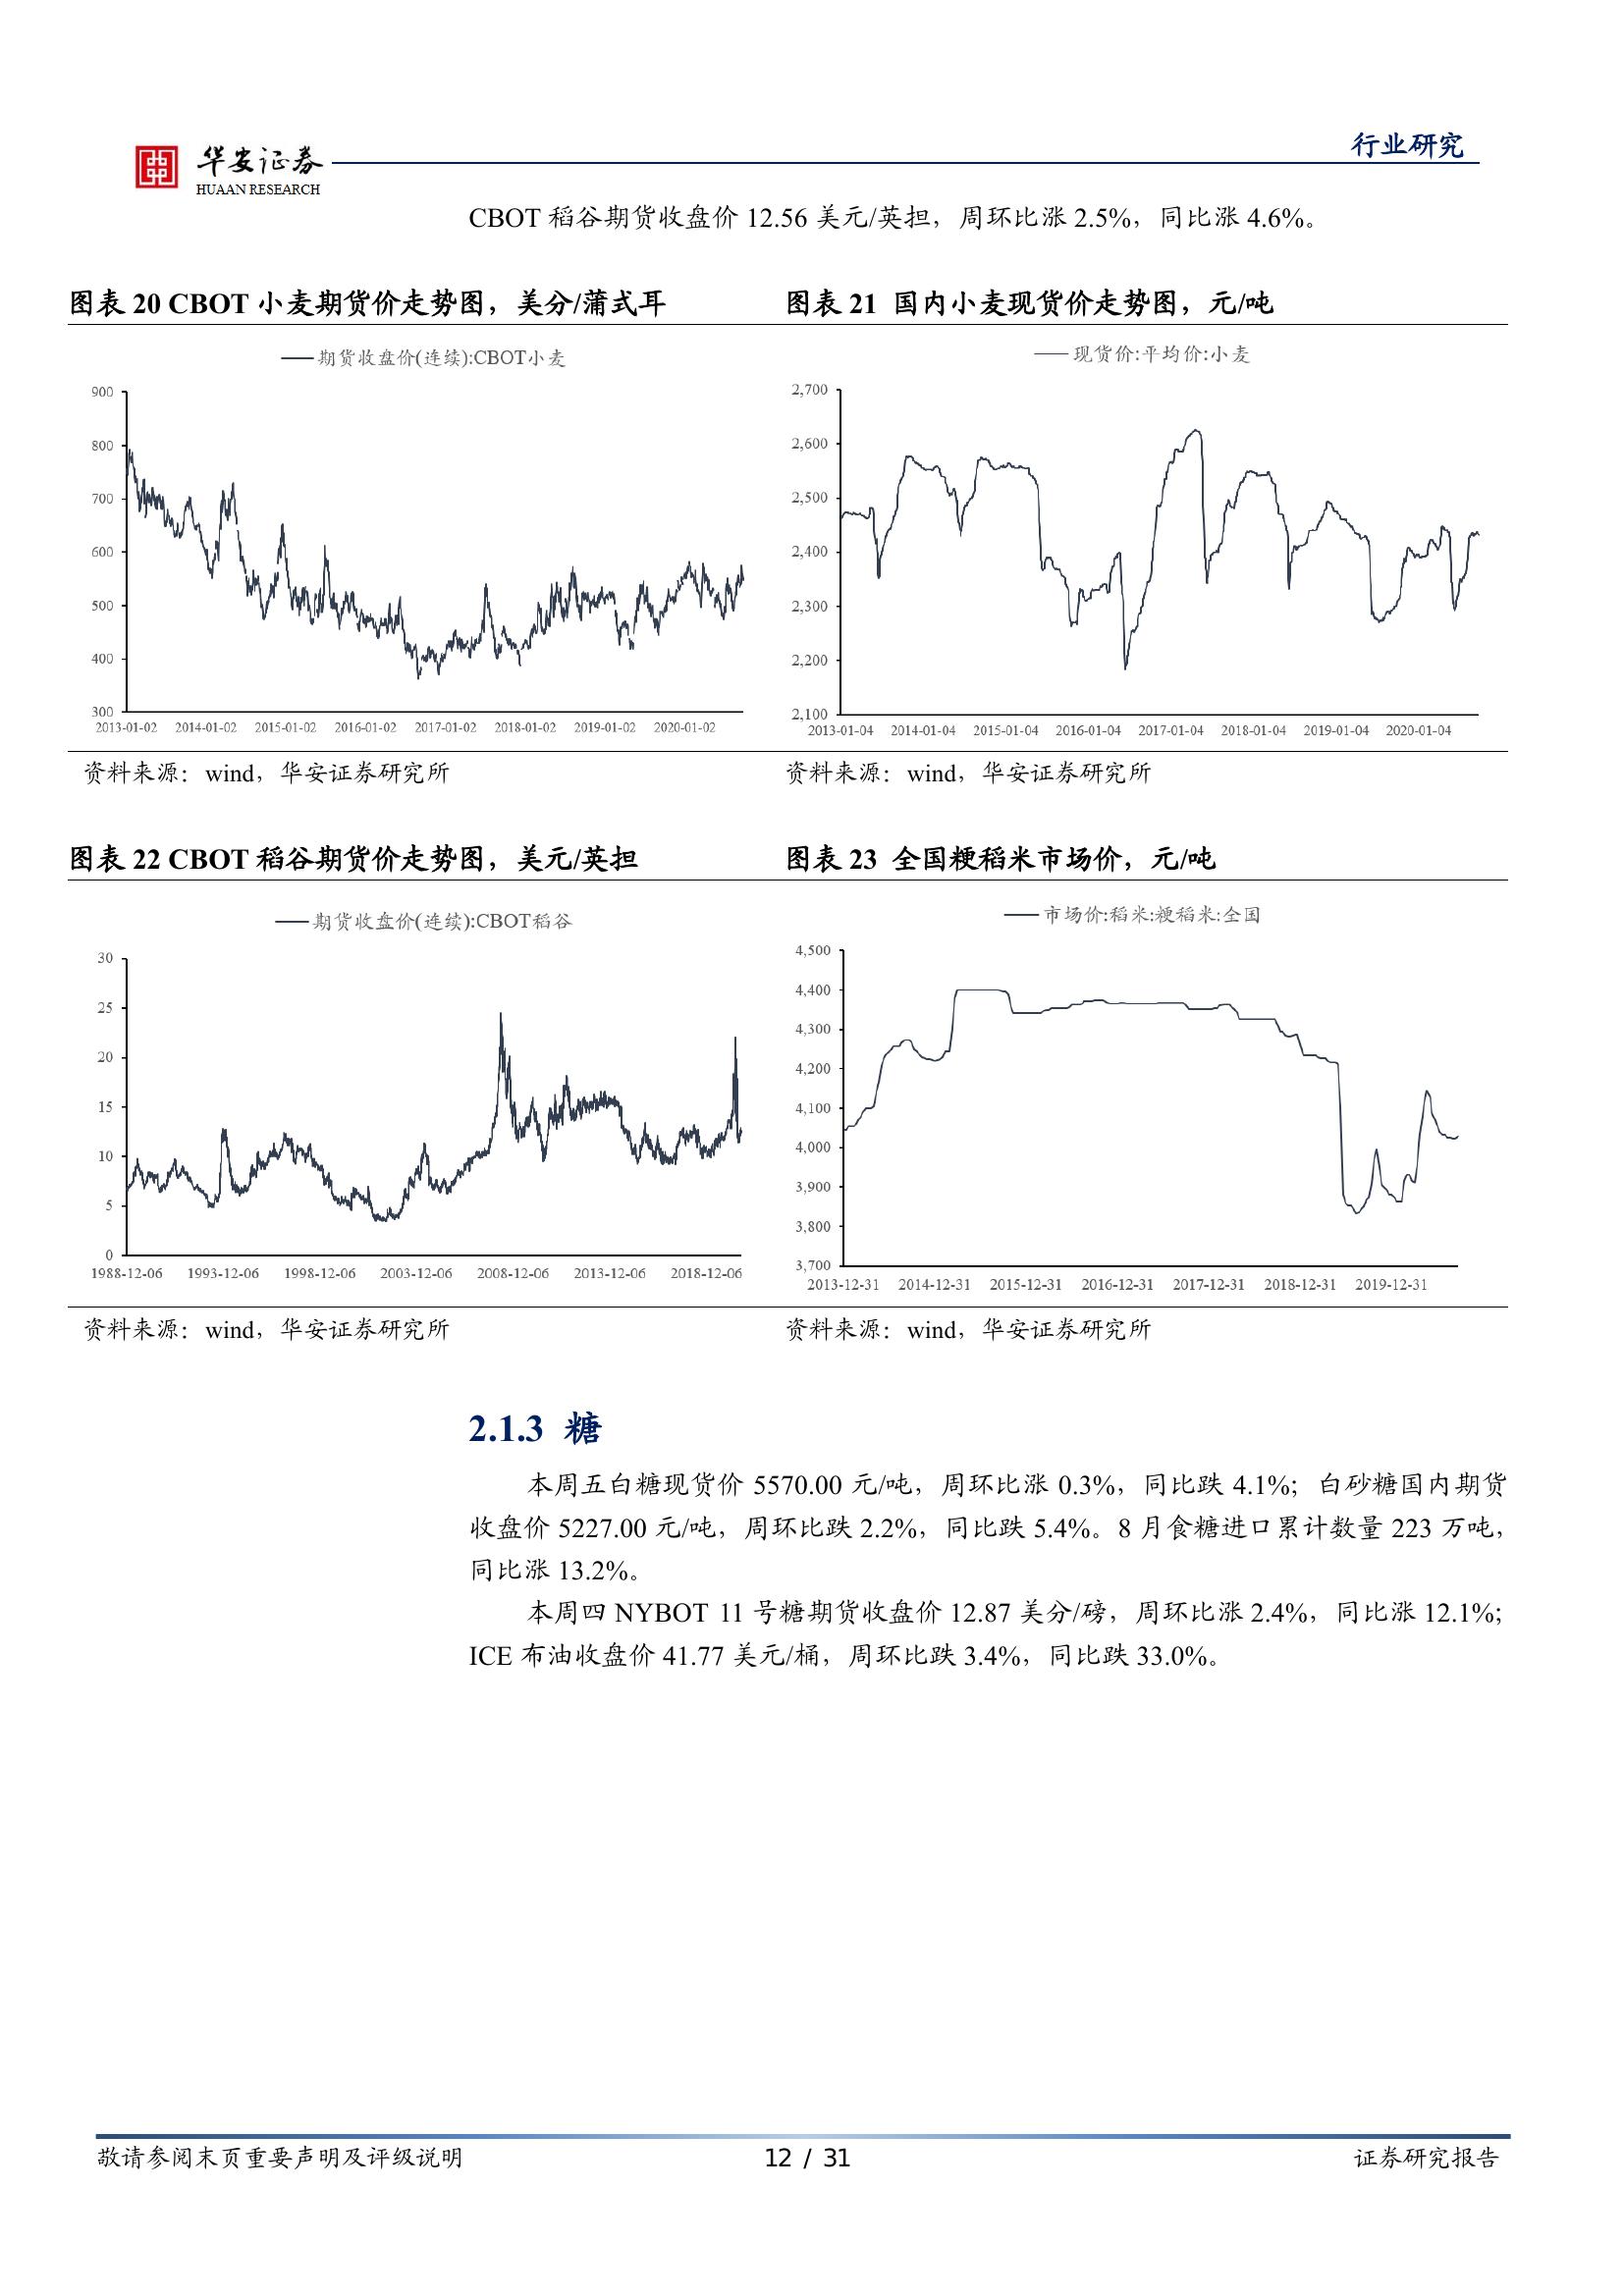 华安证券
HUAAN RESEARCH
行业研究
CBOT 稻谷期货收盘价 12.56 美元/英担，周环比涨 2.5%，同比涨 4.6%。
图表 20 CBOT 小麦期货价走势图，美分/蒲式耳
期货收盘价(连续):CBOT小麦
900
800
700
600
500
400
300
2013-01-02 2014-01-02 2015-01-02 2016-01-02 2017-01-02 2018-01-02 2019-01-02 2020-01-02
资料来源：wind，华安证券研究所
图表 21 国内小麦现货价走势图，元/吨
现货价:平均价:小麦
2,700
2,600
2,500
2,400
2,300
2,200
2,100
2013-01-04 2014-01-04 2015-01-04 2016-01-04 2017-01-04 2018-01-04 2019-01-04 2020-01-04
资料来源：wind，华安证券研究所
图表 22 CBOT 稻谷期货价走势图，美元/英担
期货收盘价(连续):CBOT稻谷
30
25
20
15
10
5
0
1988-12-06 1993-12-06 1998-12-06 2003-12-06 2008-12-06 2013-12-06 2018-12-06
资料来源：wind，华安证券研究所
图表 23 全国粳稻米市场价，元/吨
市场价:稻米:粳稻米:全国
4,500
4,400
4,300
4,200
4,100
4,000
3,900
3,800
3,700
2013-12-31 2014-12-31 2015-12-31 2016-12-31 2017-12-31 2018-12-31 2019-12-31
资料来源：wind，华安证券研究所
2.1.3 糖
本周五白糖现货价 5570.00 元/吨，周环比涨 0.3%，同比跌 4.1%；白砂糖国内期货
收盘价 5227.00 元/吨，周环比跌 2.2%，同比跌 5.4%。8 月食糖进口累计数量 223 万吨，
同比涨 13.2%。
本周四 NYBOT 11 号糖期货收盘价 12.87 美分/磅，周环比涨 2.4%，同比涨 12.1%；
ICE 布油收盘价 41.77 美元/桶，周环比跌 3.4%，同比跌 33.0%。
敬请参阅末页重要声明及评级说明
12 / 31
证券研究报告